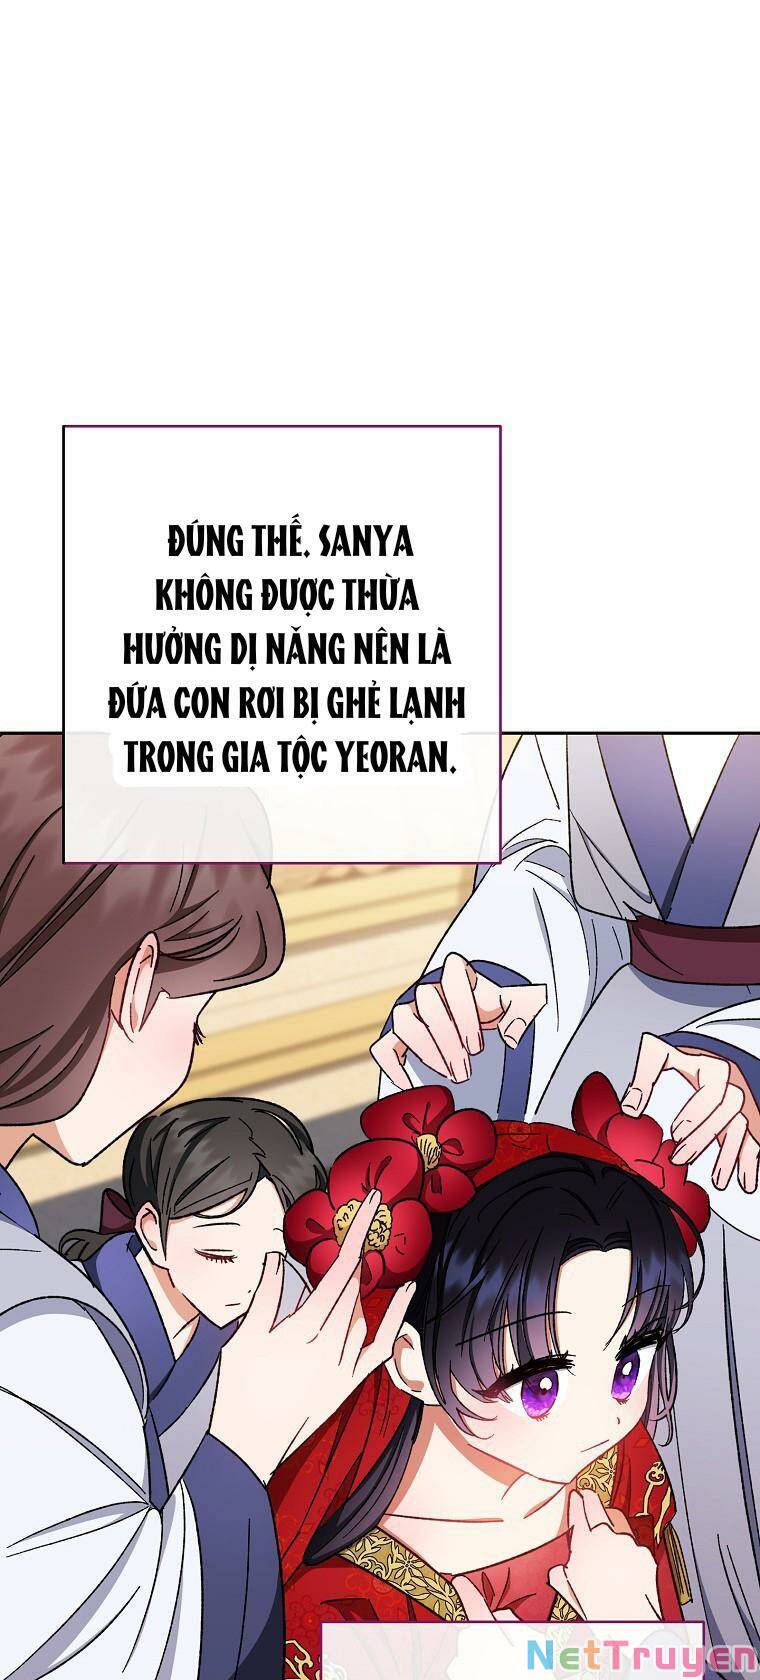 ĐÚNG THẾ. SANYA
KHÔNG ĐƯỢC THỪA
HƯỞNG DỊ NĂNG NÊN LÀ
ĐỨA CON RƠI BỊ GHẺ LẠNH
TRONG GIA TỘC YEORAN.
NetTruyen